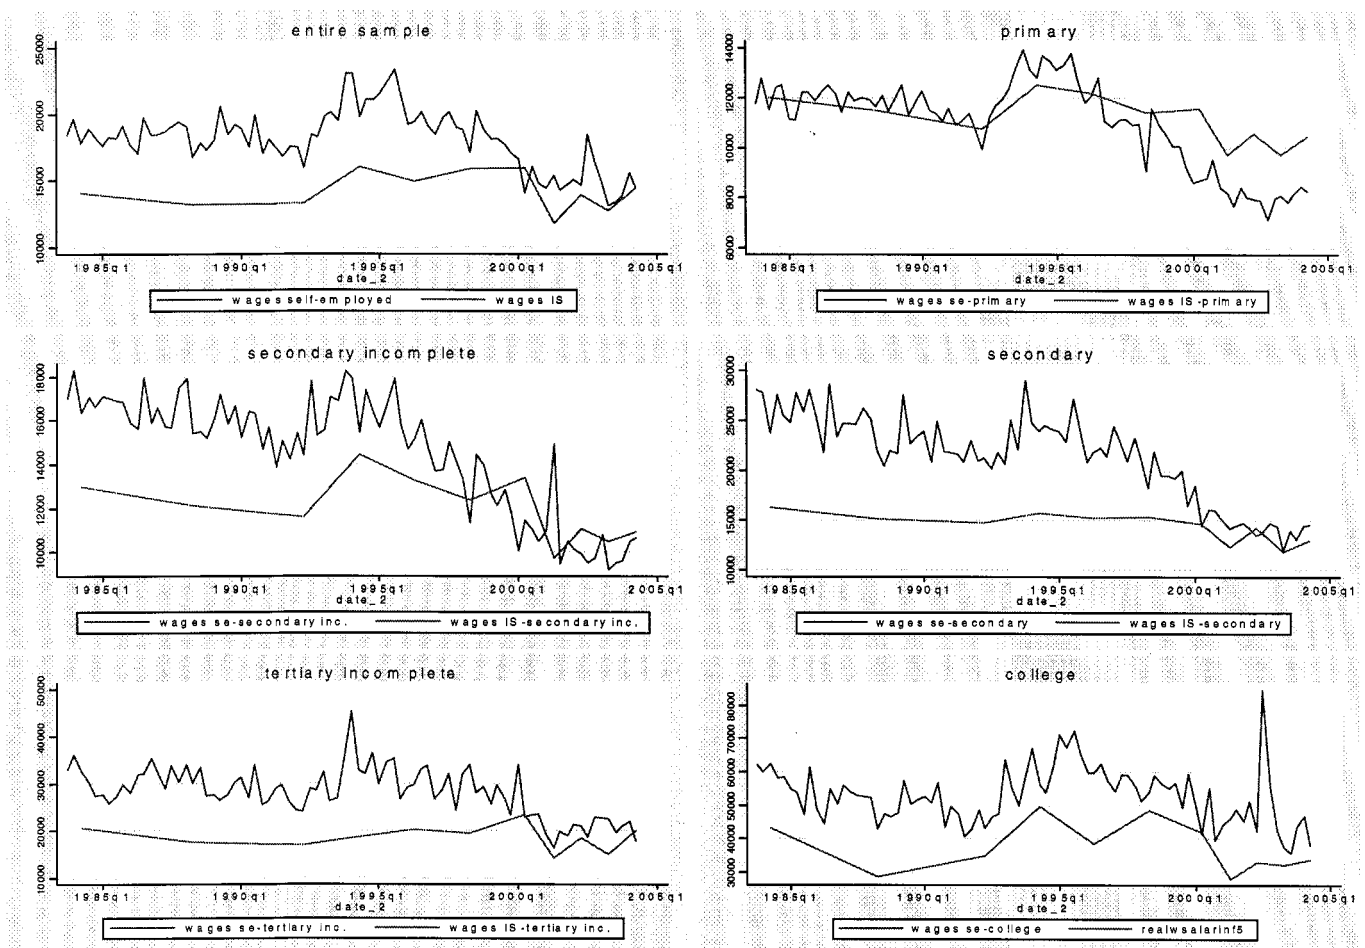 entire sample
25000
20000
15000
10000
1985q1 1990q1 1995q1 2000q1 2005q1
date_2
wages self-employed wages IS
primary
14000
12000
10000
8000
6000
1985q1 1990q1 1995q1 2000q1 2005q1
date_2
wages se-primary wages IS-primary
secondary incomplete
18000
16000
14000
12000
10000
1985q1 1990q1 1995q1 2000q1 2005q1
date_2
wages se-secondary inc. wages IS-secondary inc.
secondary
30000
25000
20000
15000
10000
1985q1 1990q1 1995q1 2000q1 2005q1
date_2
wages se-secondary wages IS-secondary
tertiary incomplete
50000
40000
30000
20000
10000
1985q1 1990q1 1995q1 2000q1 2005q1
date_2
wages se-tertiary inc. wages IS-tertiary inc.
college
80000
70000
60000
50000
40000
30000
1985q1 1990q1 1995q1 2000q1 2005q1
date_2
wages se-college realwsalarinf5